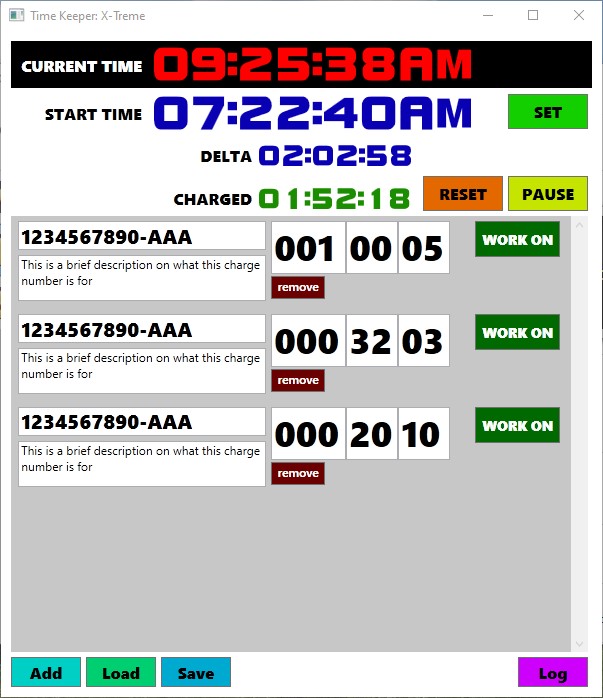 Time Keeper: X-Treme
CURRENT TIME 09:25:38AM
START TIME 07:22:40AM SET
DELTA 02:02:58
CHARGED 01:52:18 RESET PAUSE
1234567890-AAA 001 00 05 WORK ON
This is a brief description on what this charge
number is for
remove
1234567890-AAA 000 32 03 WORK ON
This is a brief description on what this charge
number is for
remove
1234567890-AAA 000 20 10 WORK ON
This is a brief description on what this charge
number is for
remove
Add Load Save Log